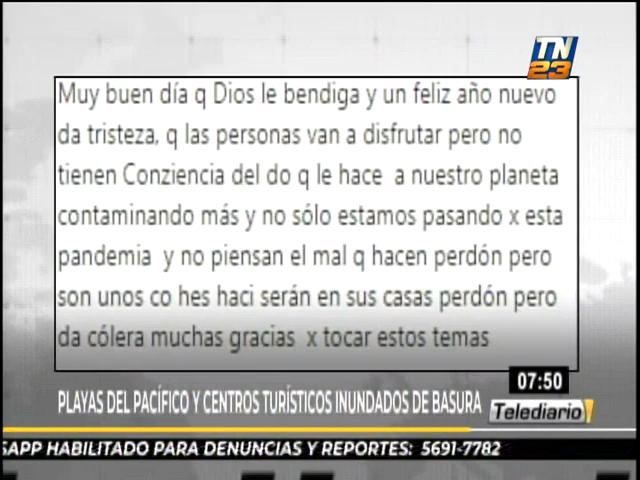 TN
23
Muy buen día q Dios le bendiga y un feliz año nuevo
da tristeza, q las personas van a disfrutar pero no
tienen Conziencia del do q le hace a nuestro planeta
contaminando más y no sólo estamos pasando x esta
pandemia y no piensan el mal q hacen perdón pero
son unos co hes haci serán en sus casas perdón pero
da cólera muchas gracias x tocar estos temas
07:50
PLAYAS DEL PACÍFICO Y CENTROS TURÍSTICOS INUNDADOS DE BASURA
Telediario
SAPP HABILITADO PARA DENUNCIAS Y REPORTES: 5691-7782